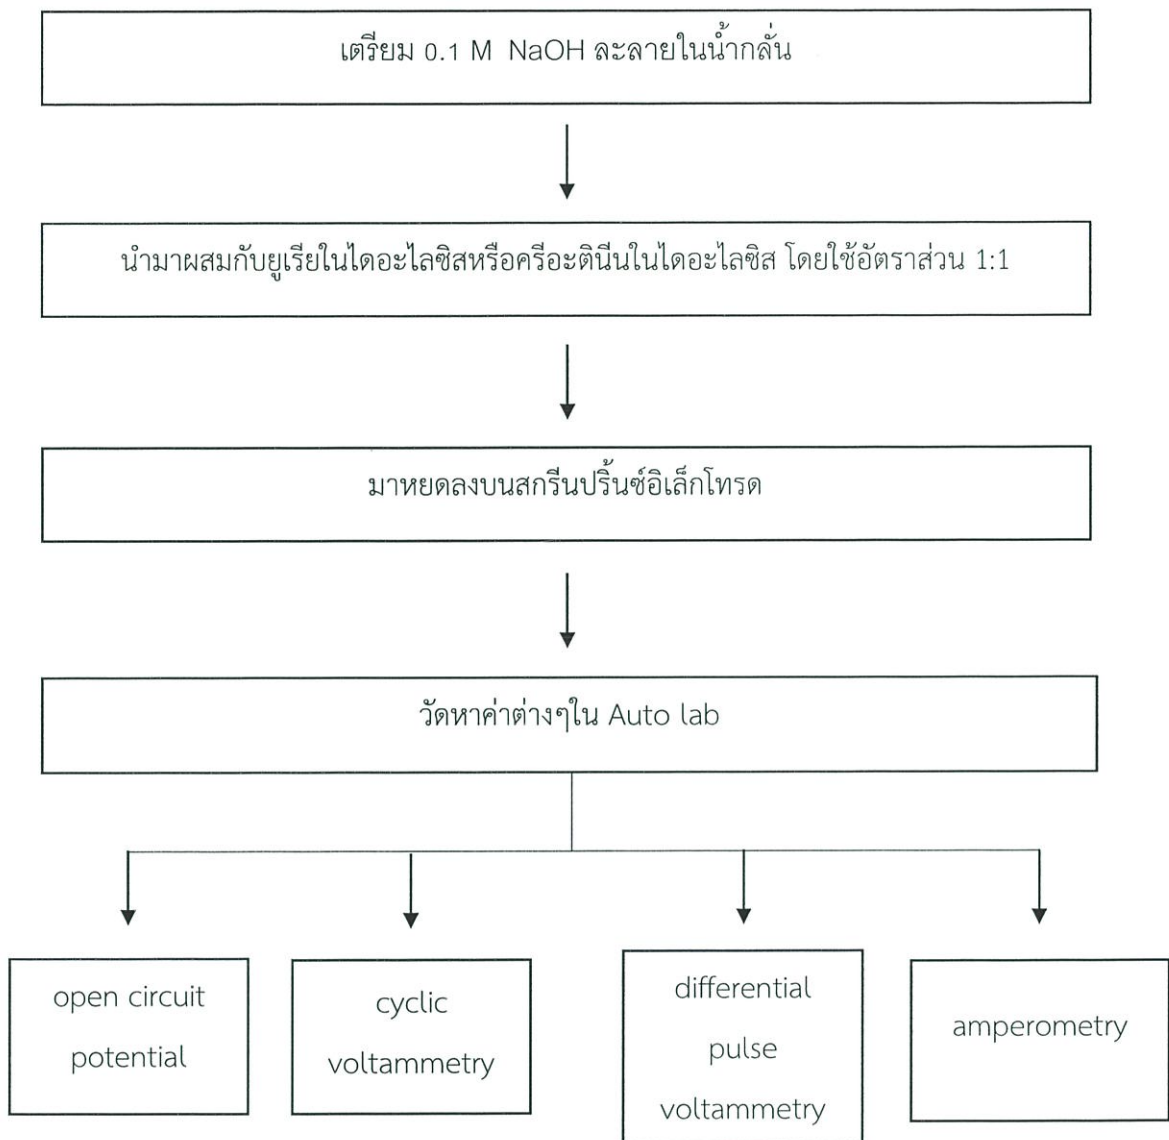 เตรียม 0.1 M NaOH ละลายในน้ำกลั่น
นำมาผสมกับยูเรียในไดอะไลซิสหรือครีอะตินีนในไดอะไลซิส โดยใช้อัตราส่วน 1:1
มาหยดลงบนสกรีนปริ้นซ์อิเล็กโทรด
วัดหาค่าต่างๆใน Auto lab
open circuit
potential
cyclic
voltammetry
differential
pulse
voltammetry
amperometry